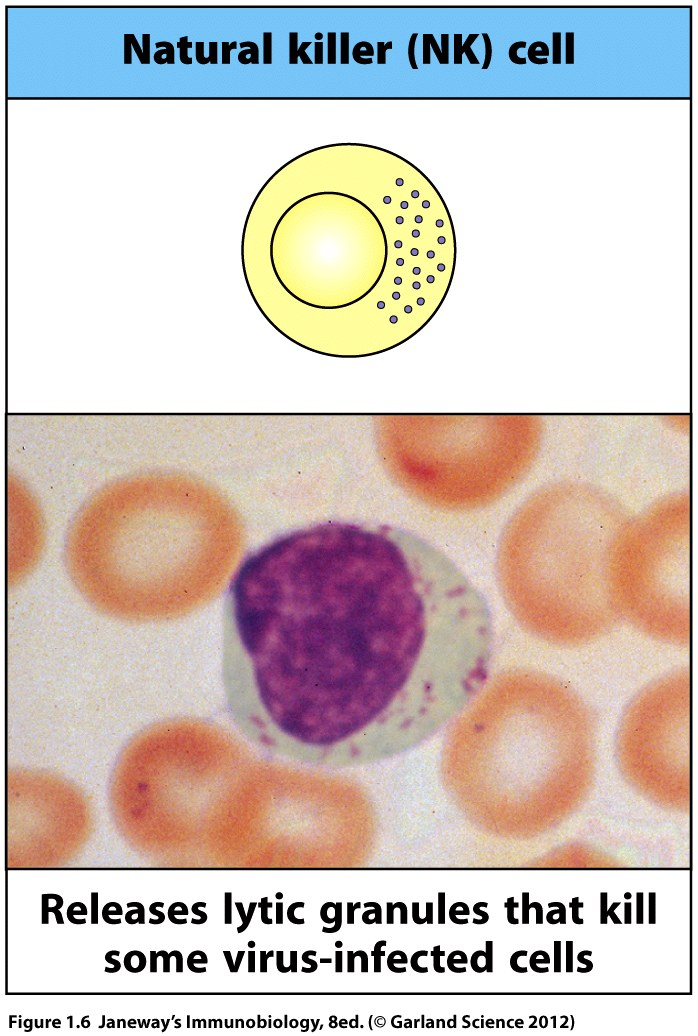 Natural killer (NK) cell
Releases lytic granules that kill
some virus-infected cells
Figure 1.6 Janeway’s Immunobiology, 8ed. (© Garland Science 2012)